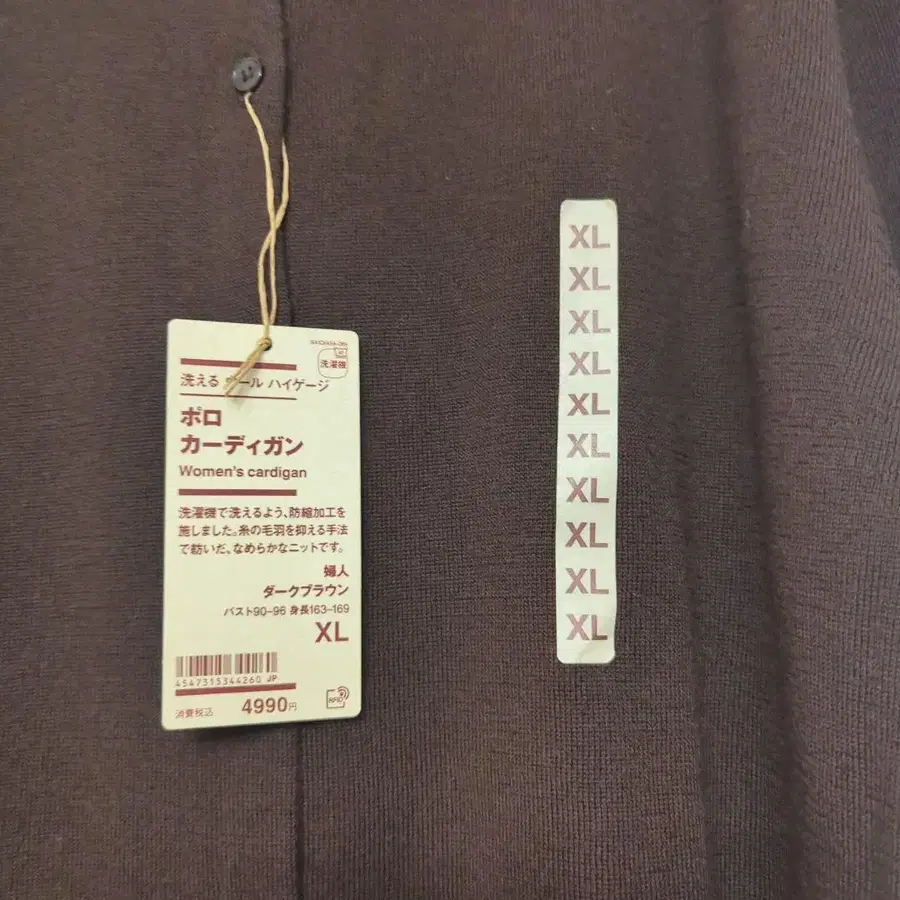 洗濯機
洗える ール ハイゲージ
ポロ
カーディガン
Women's cardigan
洗濯機で洗えるよう、防縮加工を
施しました。糸の毛羽を抑える手法
で紡いだ、なめらかなニットです。
婦人
ダークブラウン
バスト90-96 身長163-169
XL
4547315344260 JP
消費税込 4990円
RFID
XL
XL
XL
XL
XL
XL
XL
XL
XL
XL